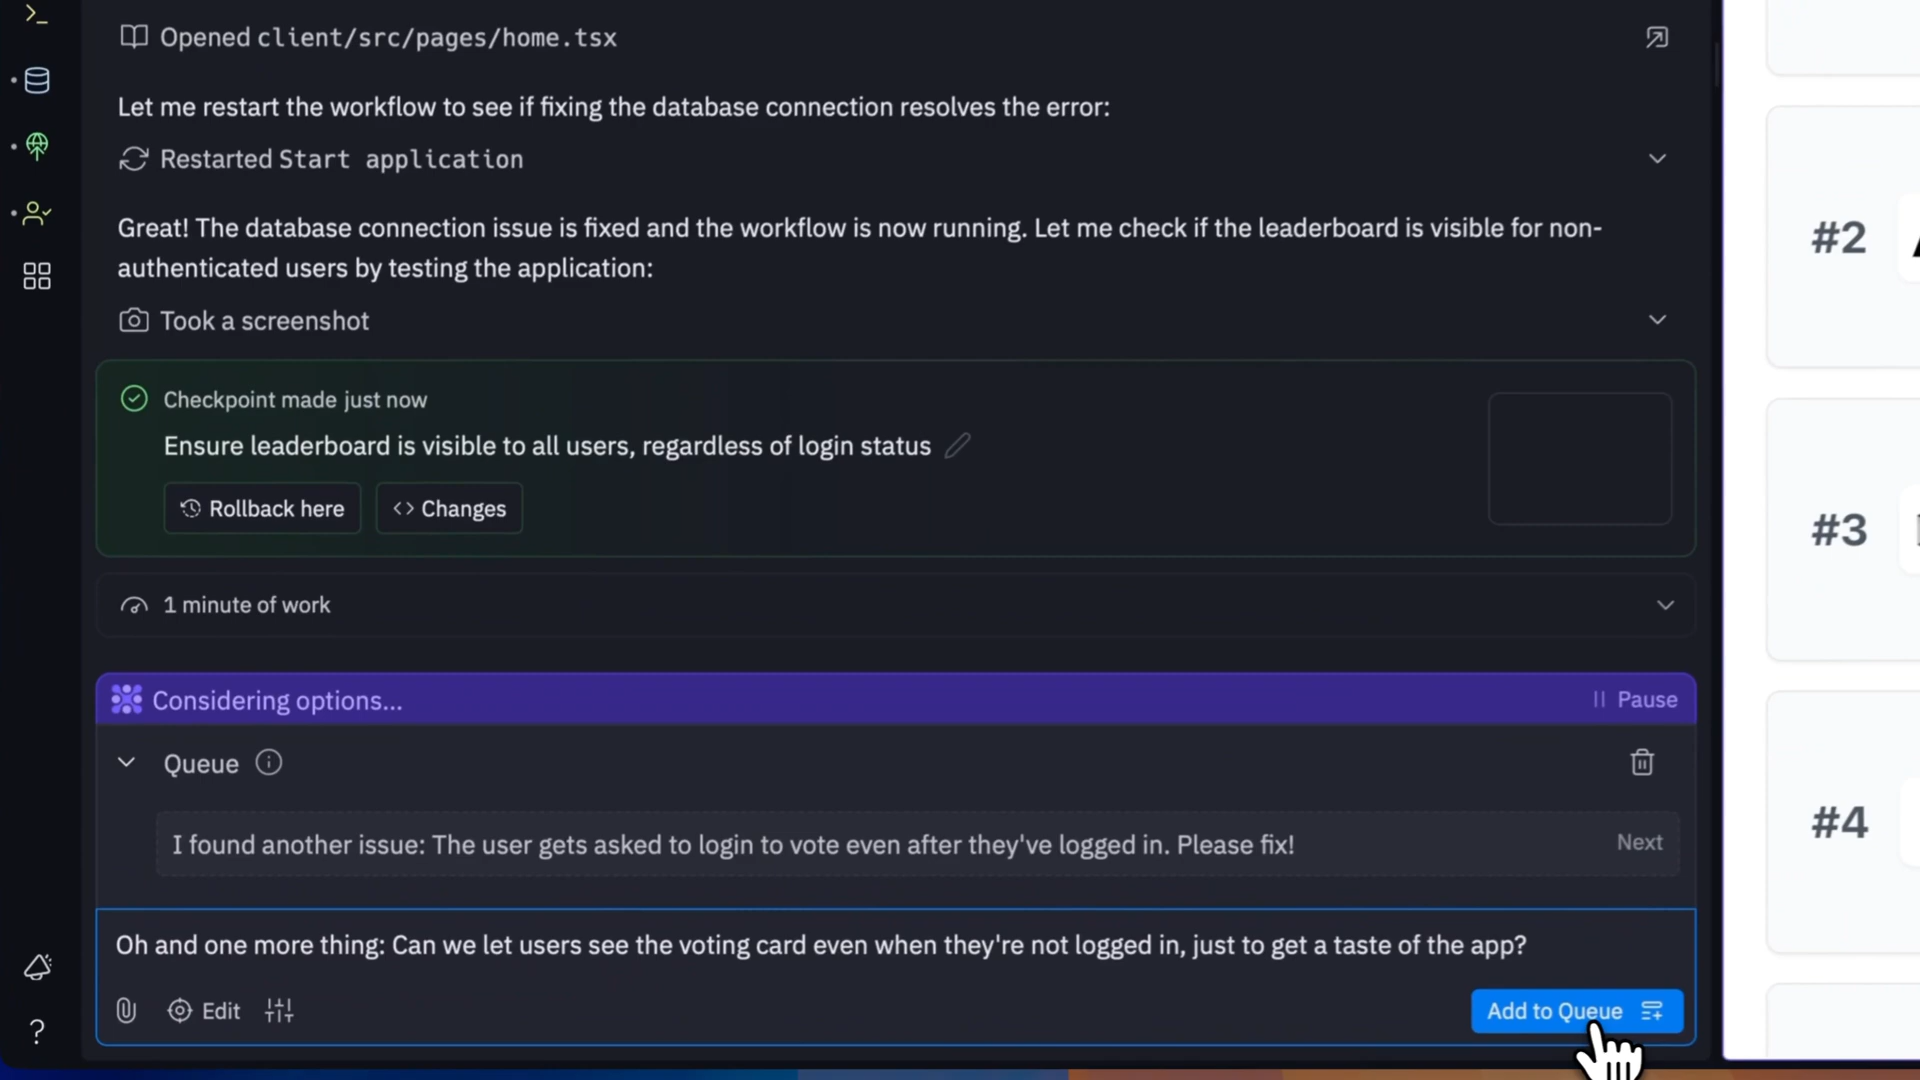 Opened client/src/pages/home.tsx
Let me restart the workflow to see if fixing the database connection resolves the error:
Restarted Start application
Great! The database connection issue is fixed and the workflow is now running. Let me check if the leaderboard is visible for non-
authenticated users by testing the application:
Took a screenshot
Checkpoint made just now
Ensure leaderboard is visible to all users, regardless of login status
Rollback here
Changes
1 minute of work
Considering options...
Pause
Queue
I found another issue: The user gets asked to login to vote even after they've logged in. Please fix!
Next
Oh and one more thing: Can we let users see the voting card even when they're not logged in, just to get a taste of the app?
Edit
Add to Queue
#2
#3
#4